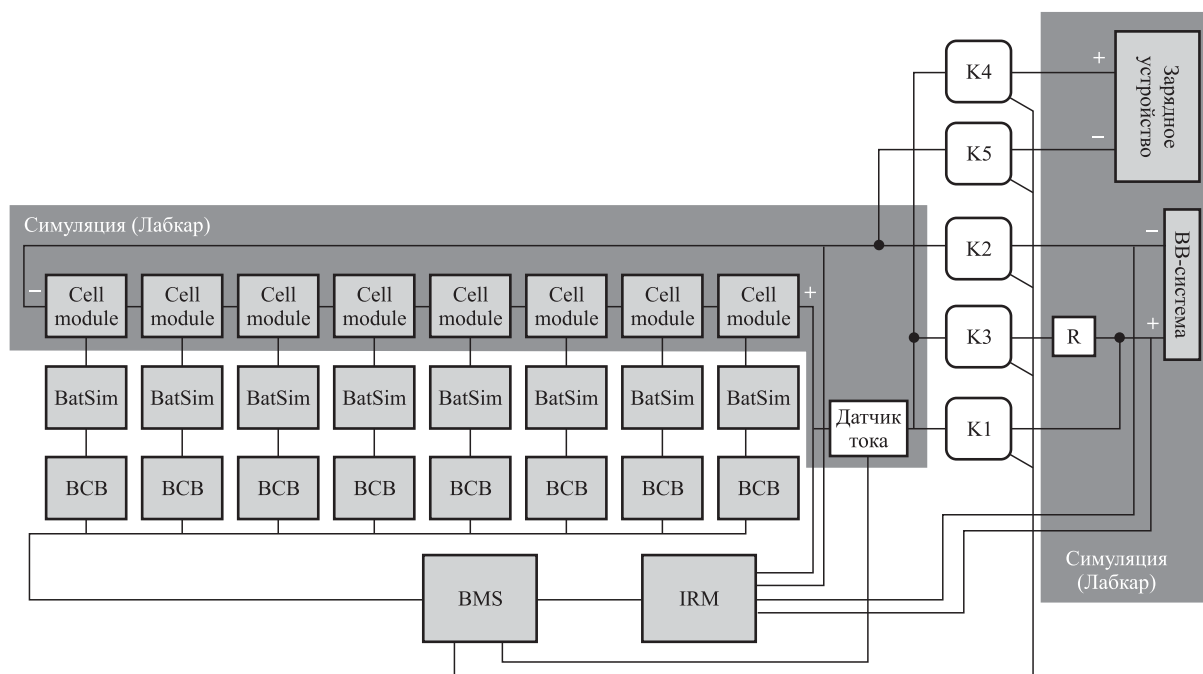 K4
+
Зарядное
устройство
–
K5
Симуляция (Лабкар)
K2
–
ВВ-система
–
Cell
module
Cell
module
Cell
module
Cell
module
Cell
module
Cell
module
Cell
module
Cell
module
+
K3
R
+
BatSim
BatSim
BatSim
BatSim
BatSim
BatSim
BatSim
BatSim
Датчик
тока
K1
BCB
BCB
BCB
BCB
BCB
BCB
BCB
BCB
BMS
IRM
Симуляция
(Лабкар)